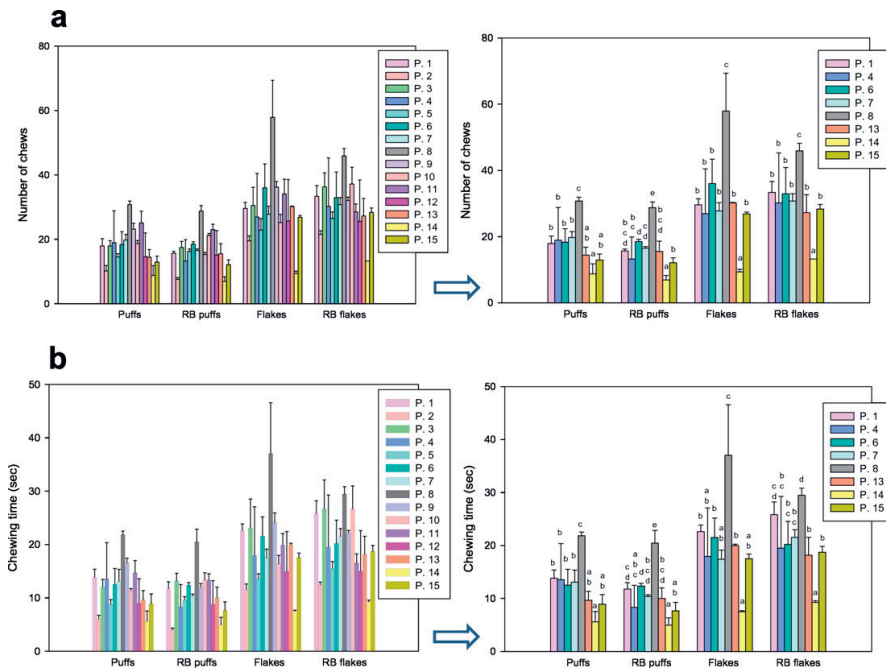 a
80
60
40
20
0
Number of chews
Puffs
RB puffs
Flakes
RB flakes
P. 1
P. 2
P. 3
P. 4
P. 5
P. 6
P. 7
P. 8
P. 9
P. 10
P. 11
P. 12
P. 13
P. 14
P. 15
80
60
40
20
0
Number of chews
b b b b c a b a a b
b b b b c b a b
b b b b c b a b
Puffs
RB puffs
Flakes
RB flakes
P. 1
P. 4
P. 6
P. 7
P. 8
P. 13
P. 14
P. 15
b
50
40
30
20
10
0
Chewing time (sec)
Puffs
RB puffs
Flakes
RB flakes
P. 1
P. 2
P. 3
P. 4
P. 5
P. 6
P. 7
P. 8
P. 9
P. 10
P. 11
P. 12
P. 13
P. 14
P. 15
50
40
30
20
10
0
Chewing time (sec)
b b b b c a b a a b
b a b b a b c b a a b
c d b c b c b c d b a b
Puffs
RB puffs
Flakes
RB flakes
P. 1
P. 4
P. 6
P. 7
P. 8
P. 13
P. 14
P. 15